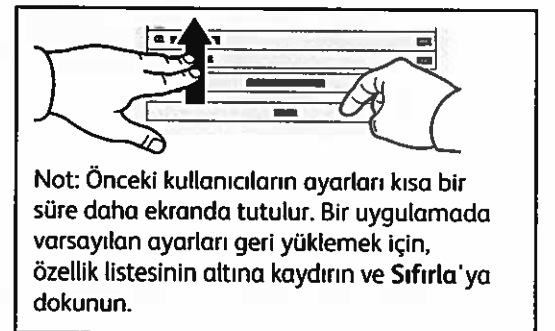 Not: Önceki kullanıcıların ayarları kısa bir
süre daha ekranda tutulur. Bir uygulamada
varsayılan ayarları geri yüklemek için,
özellik listesinin altına kaydırın ve Sıfırla'ya
dokunun.